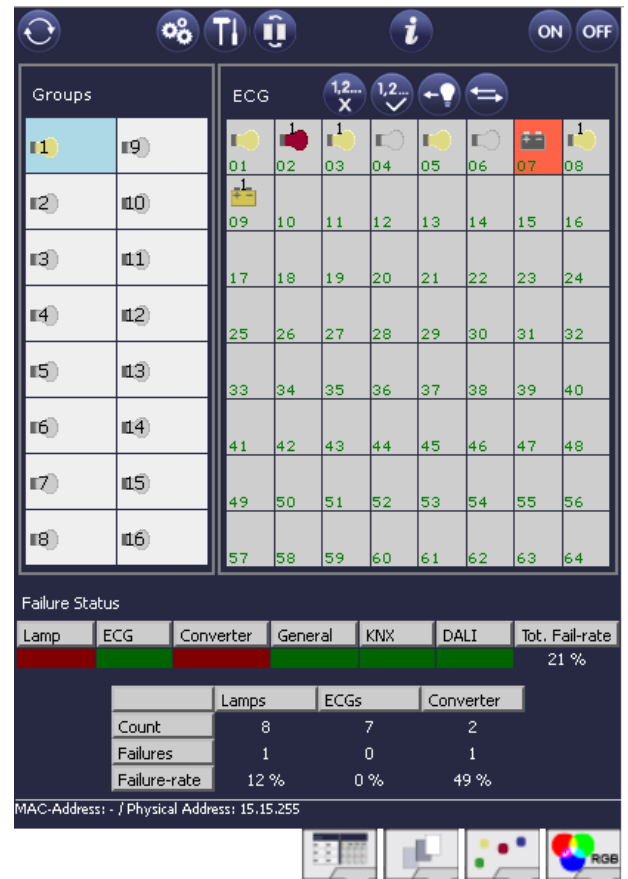 ON OFF
Groups
ECG 1,2... X 1,2...
1 9
2 10
3 11
4 12
5 13
6 14
7 15
8 16
1 1 1
01 02 03 04 05 06 07 08
1
09 10 11 12 13 14 15 16
17 18 19 20 21 22 23 24
25 26 27 28 29 30 31 32
33 34 35 36 37 38 39 40
41 42 43 44 45 46 47 48
49 50 51 52 53 54 55 56
57 58 59 60 61 62 63 64
Failure Status
Lamp ECG Converter General KNX DALI Tot. Fail-rate
21 %
Lamps ECGs Converter
Count 8 7 2
Failures 1 0 1
Failure-rate 12 % 0 % 49 %
MAC-Address: - / Physical Address: 15.15.255
RGB